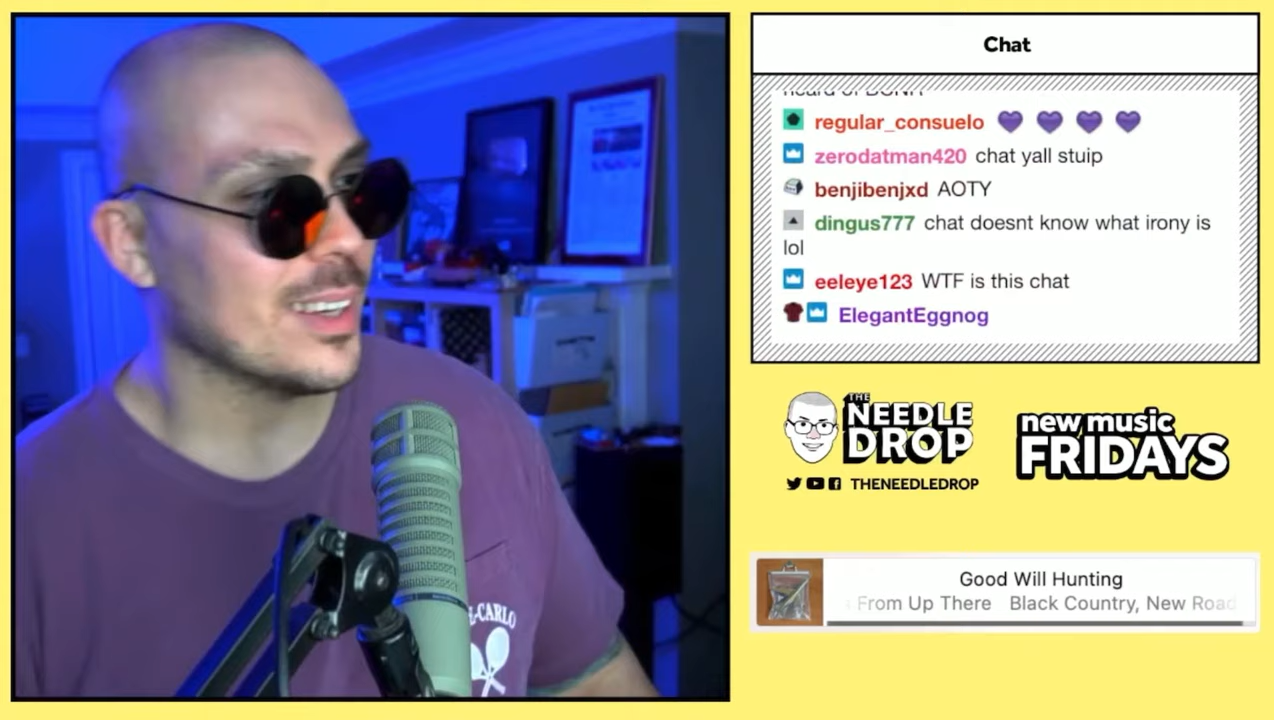 Chat
regular_consuelo
zerodatman420 chat yall stuip
benjibenjxd AOTY
dingus777 chat doesnt know what irony is
lol
eeleye123 WTF is this chat
ElegantEggnog
THE
NEEDLE
DROP
THENEEDLEDROP
new music
FRIDAYS
Good Will Hunting
From Up There Black Country, New Road
-CARLO